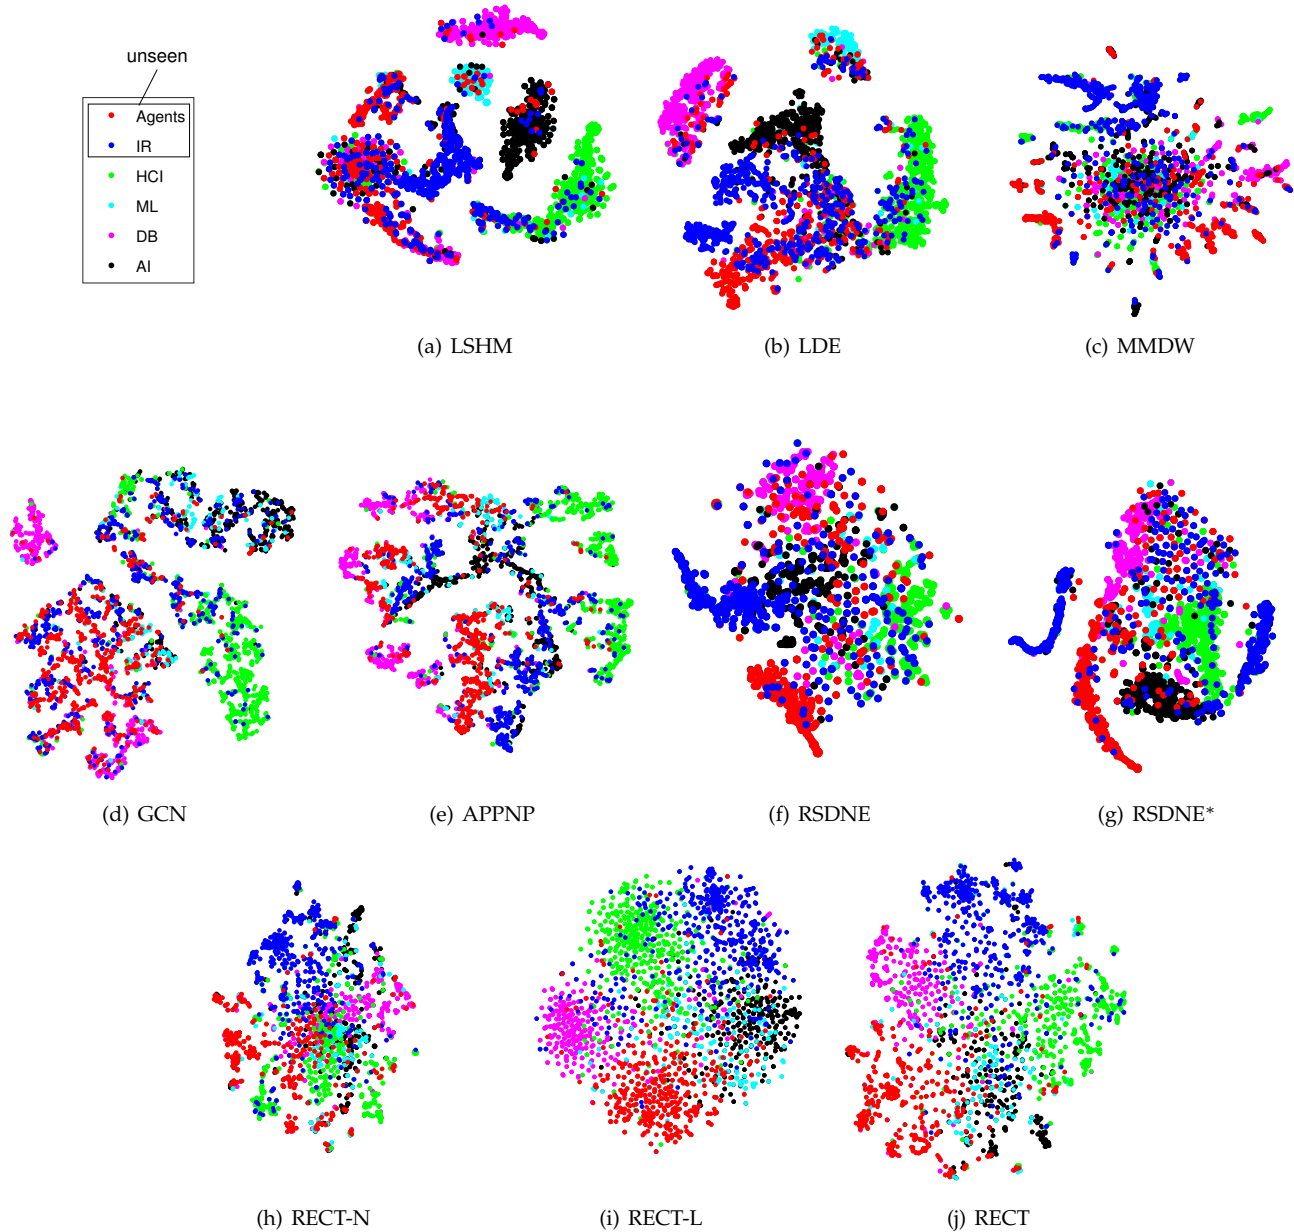 unseen
Agents
IR
HCI
ML
DB
AI
(a) LSHM
(b) LDE
(c) MMDW
(d) GCN
(e) APPNP
(f) RSDNE
(g) RSDNE*
(h) RECT-N
(i) RECT-L
(j) RECT